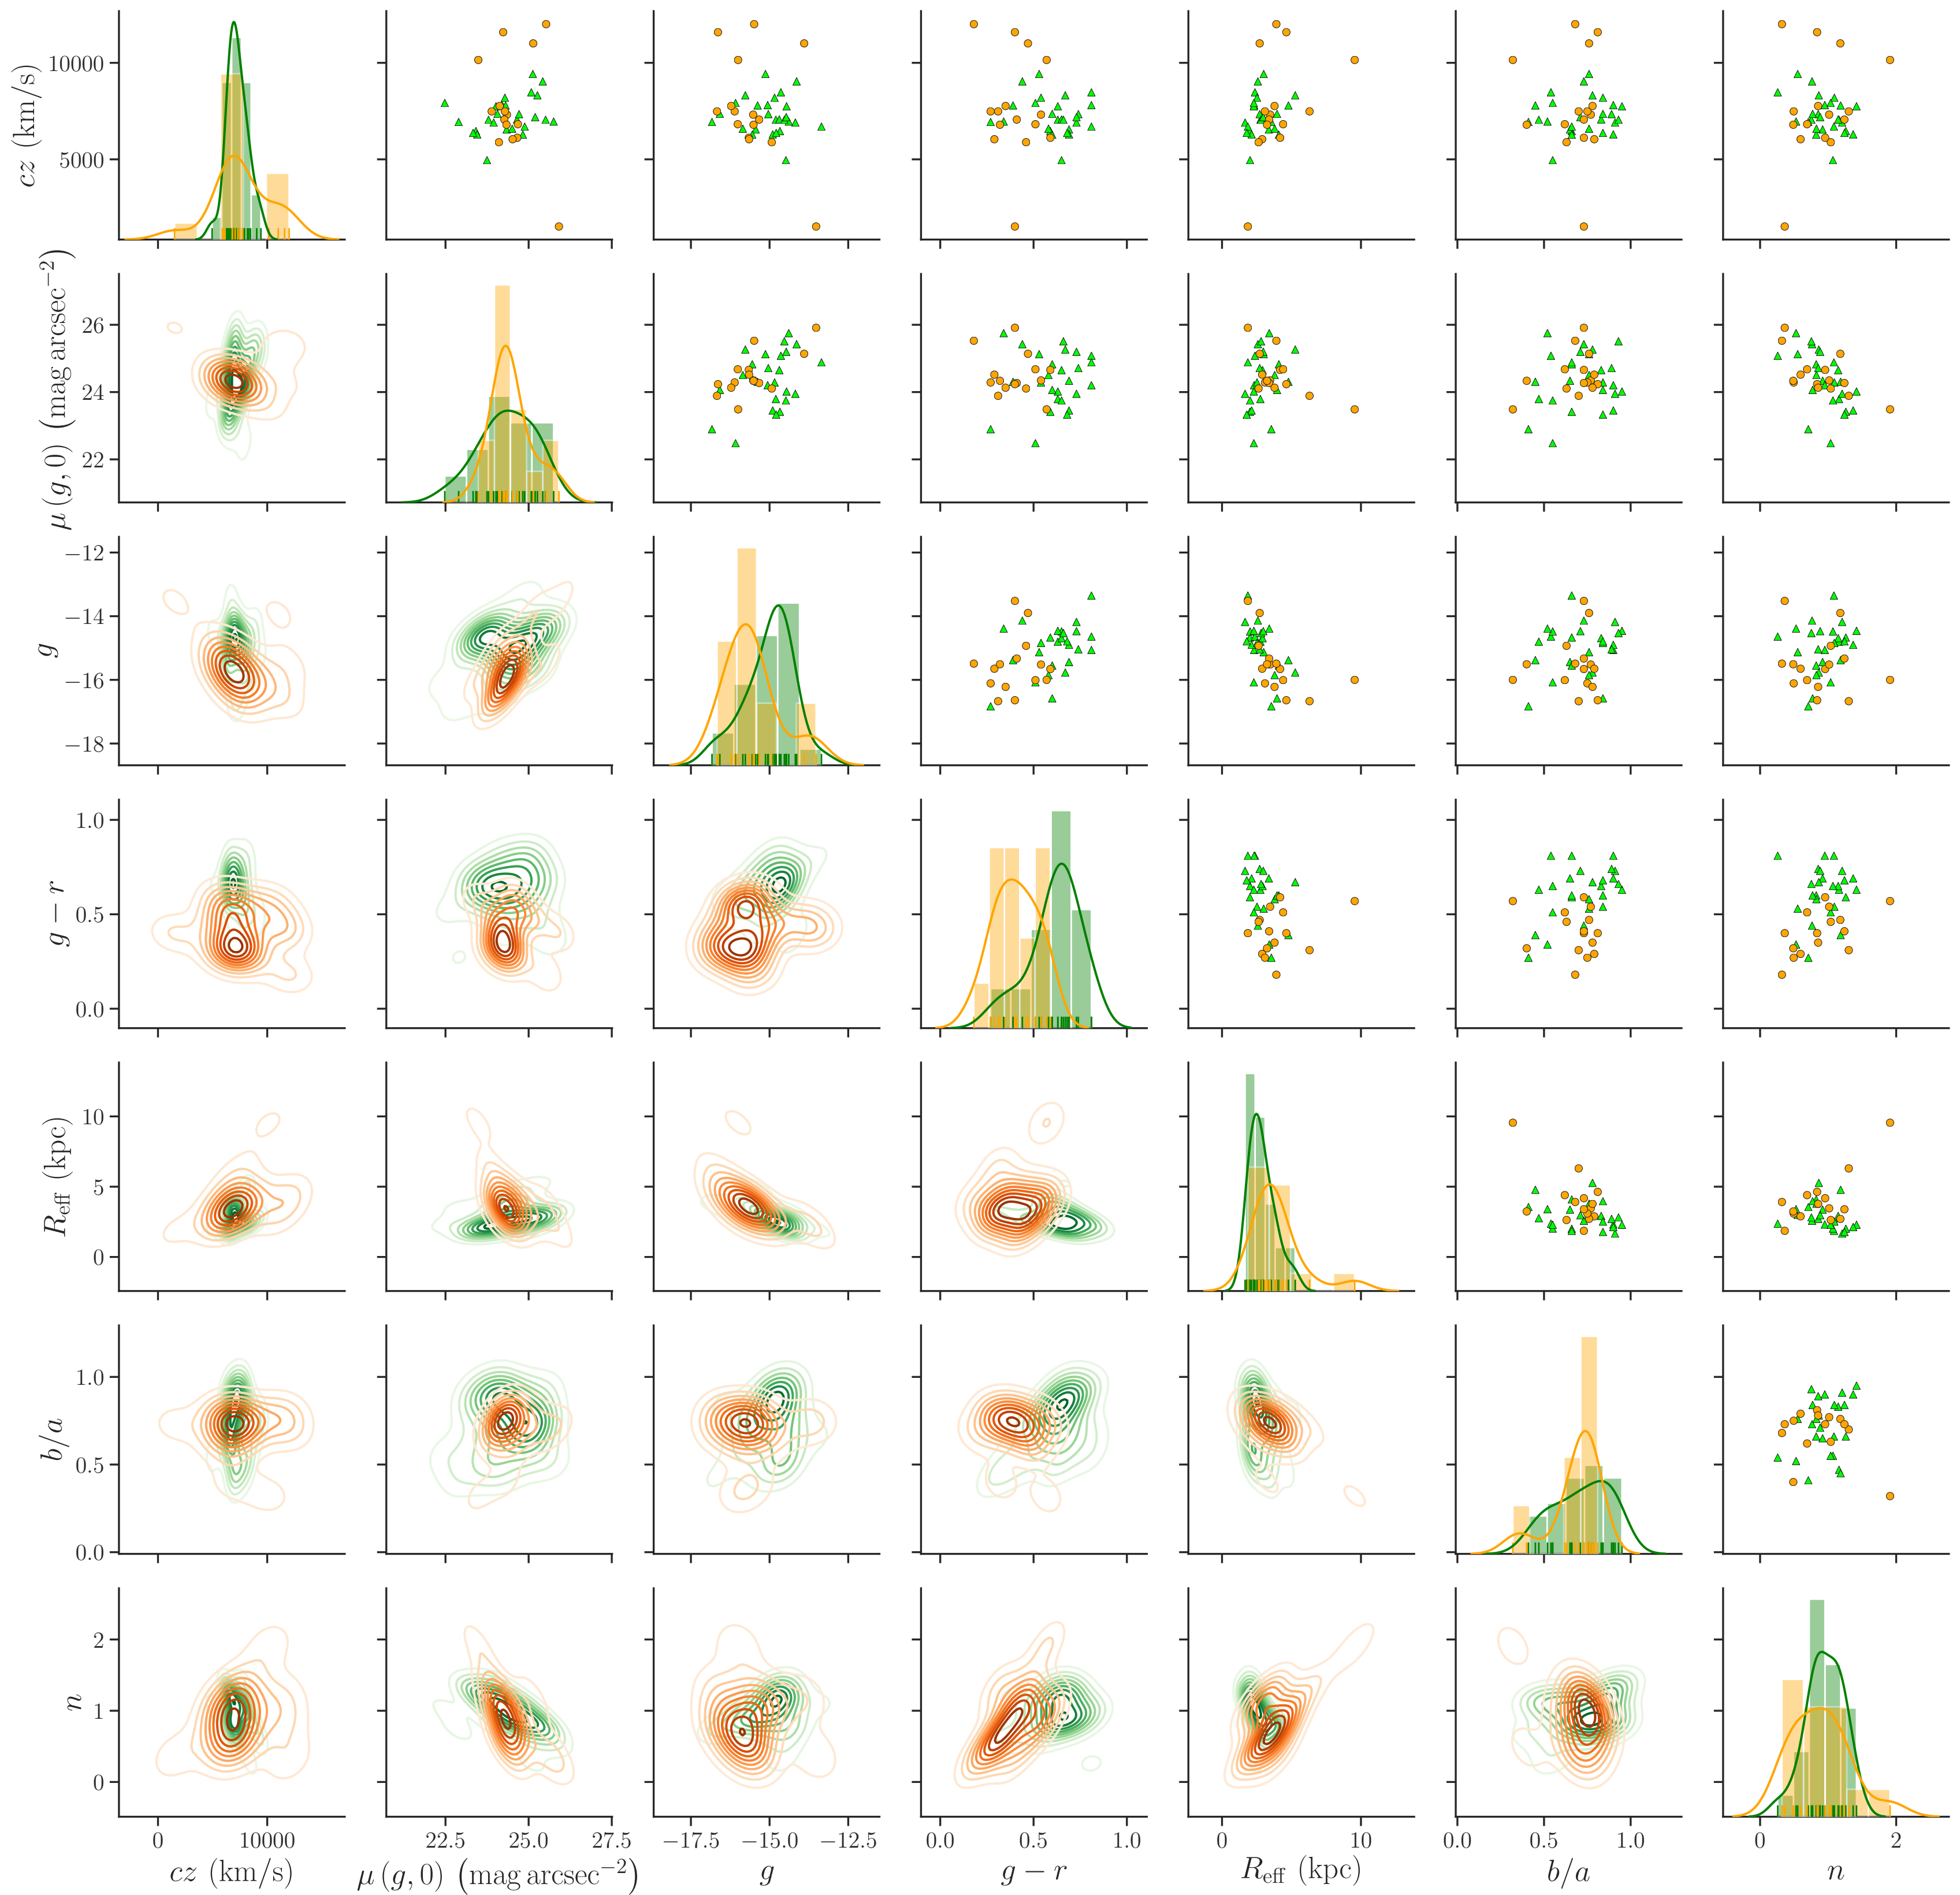 cz (km/s)
10000
5000
μ (g, 0) (mag arcsec⁻²)
26
24
22
g
−12
−14
−16
−18
g − r
1.0
0.5
0.0
R_eff (kpc)
10
5
0
b/a
1.0
0.5
0.0
n
2
1
0
0 10000 22.5 25.0 27.5 −17.5 −15.0 −12.5 0.0 0.5 1.0 0 10 0.0 0.5 1.0 0 2
cz (km/s) μ (g, 0) (mag arcsec⁻²) g g − r R_eff (kpc) b/a n